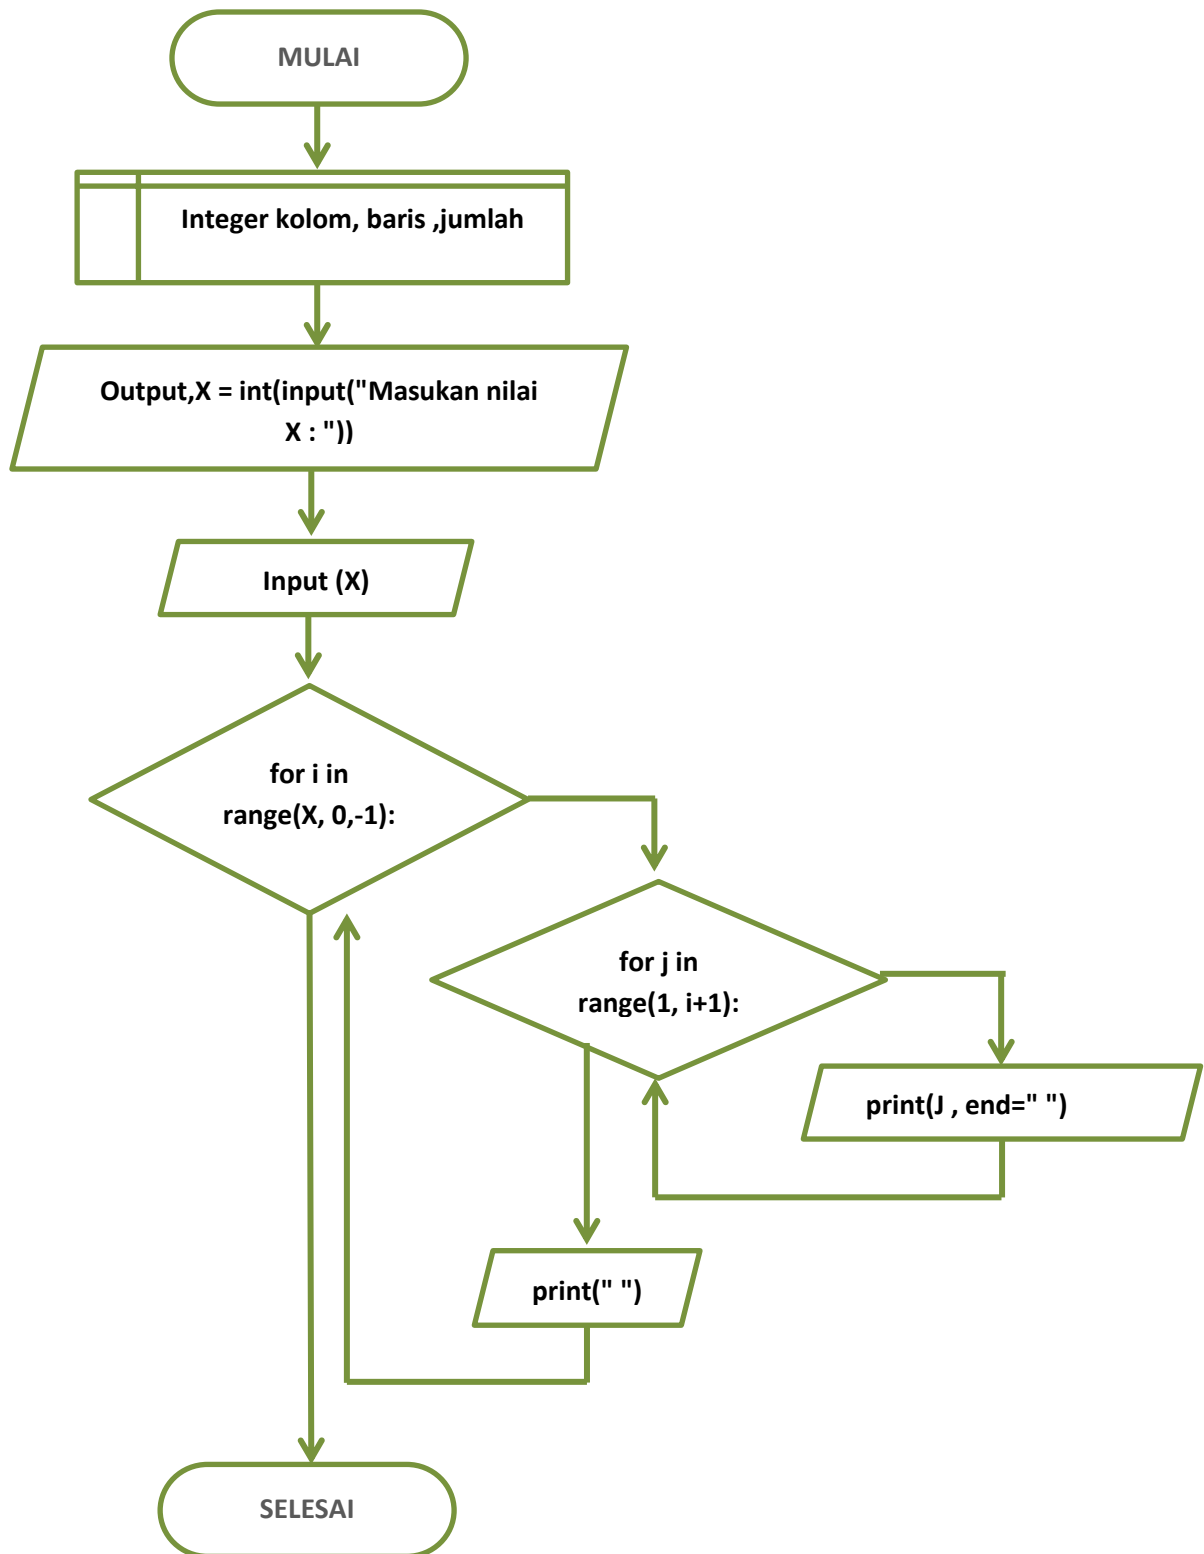 MULAI
Integer kolom, baris ,jumlah
Output,X = int(input("Masukan nilai
X : "))
Input (X)
for i in
range(X, 0,-1):
for j in
range(1, i+1):
print(J , end=" ")
print(" ")
SELESAI